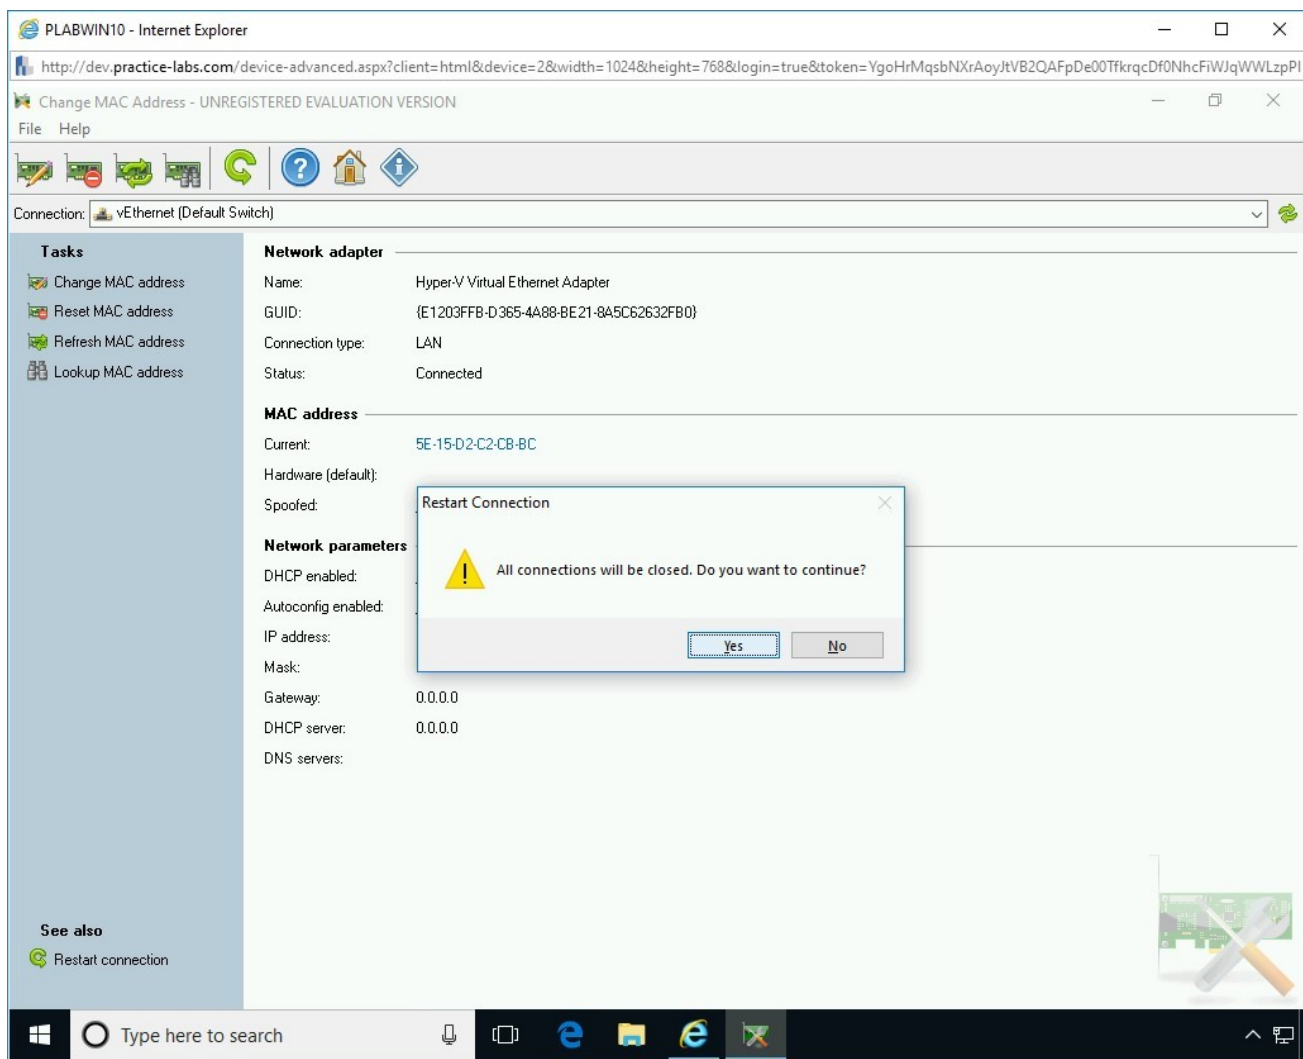 PLABWIN10 - Internet Explorer
http://dev.practice-labs.com/device-advanced.aspx?client=html&device=2&width=1024&height=768&login=true&token=YgoHrMqsbNXrAoyJtVB2QAFpDe00TfkrqcDf0NhcFiWJqWWLzpPI
Change MAC Address - UNREGISTERED EVALUATION VERSION
File Help
Connection: vEthernet (Default Switch)
Tasks
Change MAC address
Reset MAC address
Refresh MAC address
Lookup MAC address
Network adapter
Name: Hyper-V Virtual Ethernet Adapter
GUID: {E1203FFB-D365-4A88-BE21-8A5C62632FB0}
Connection type: LAN
Status: Connected
MAC address
Current: 5E-15-D2-C2-CB-BC
Hardware (default):
Spoofed:
Network parameters
DHCP enabled:
Autoconfig enabled:
IP address:
Mask:
Gateway: 0.0.0.0
DHCP server: 0.0.0.0
DNS servers:
Restart Connection
All connections will be closed. Do you want to continue?
Yes No
See also
Restart connection
Type here to search